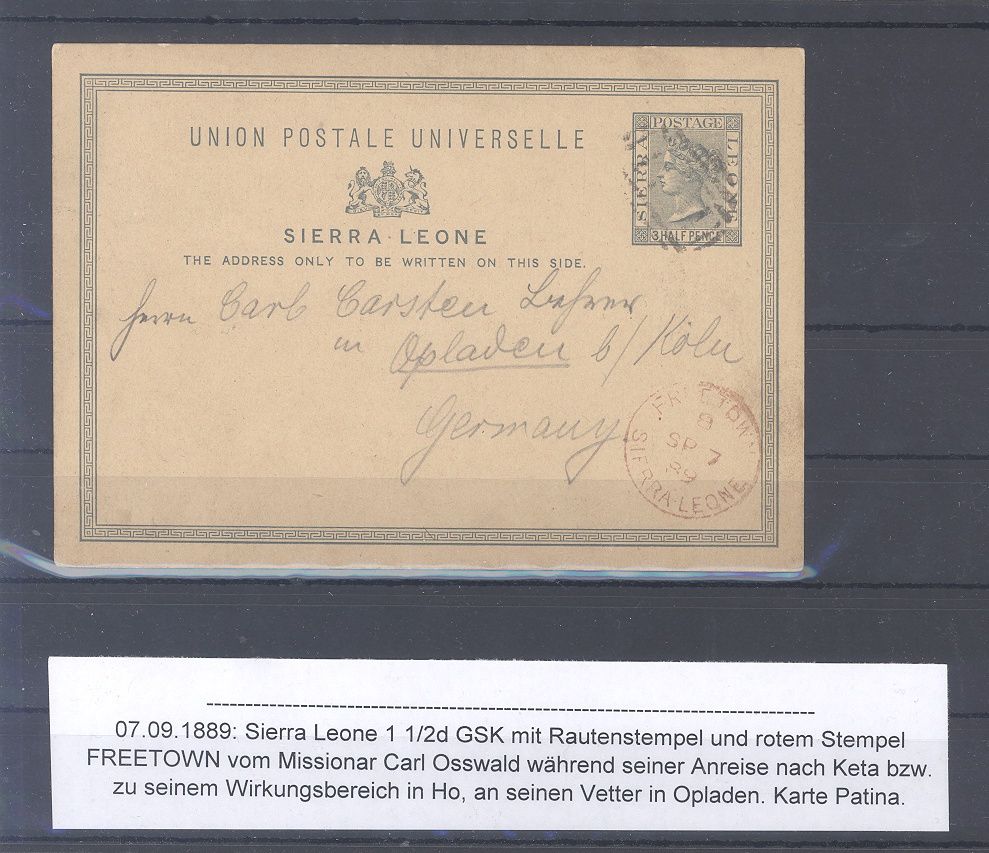 UNION POSTALE UNIVERSELLE
SIERRA LEONE
THE ADDRESS ONLY TO BE WRITTEN ON THIS SIDE.
POSTAGE
SIERRA
LEONE
3 HALF PENCE
Herrn Carl Carsten Lehrer
in Opladen b/ Köln
Germany
FREETOWN
8
SP 7
89
SIERRA-LEONE
07.09.1889: Sierra Leone 1 1/2d GSK mit Rautenstempel und rotem Stempel
FREETOWN vom Missionar Carl Osswald während seiner Anreise nach Keta bzw.
zu seinem Wirkungsbereich in Ho, an seinen Vetter in Opladen. Karte Patina.